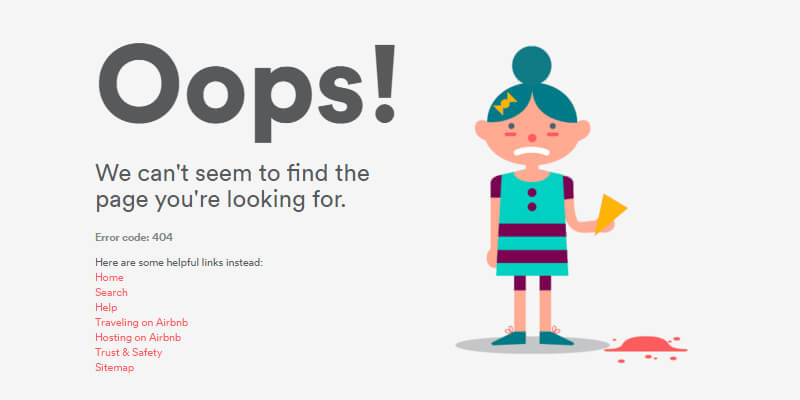 Oops!
We can't seem to find the
page you're looking for.
Error code: 404
Here are some helpful links instead:
Home
Search
Help
Traveling on Airbnb
Hosting on Airbnb
Trust & Safety
Sitemap